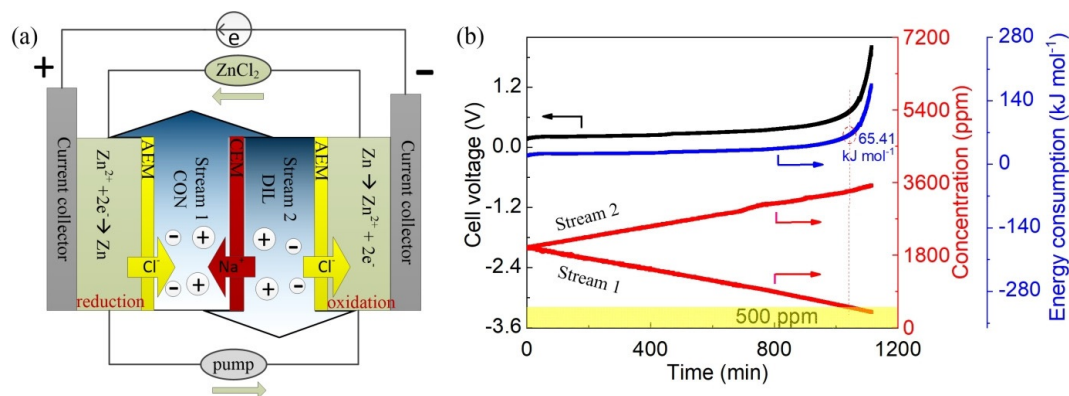 (a)
e
+
-
ZnCl₂
Current collector
Zn²⁺ +2e⁻→ Zn
AEM
Stream 1
CON
CEM
Stream 2
DIL
AEM
Zn → Zn²⁺ + 2e⁻
Current collector
Cl⁻
Na⁺
Cl⁻
reduction
oxidation
pump
(b)
Cell voltage (V)
1.2
0.0
-1.2
-2.4
-3.6
0
400
800
1200
Time (min)
7200
5400
3600
1800
0
Concentration (ppm)
280
140
0
-140
-280
Energy consumption (kJ mol⁻¹)
65.41
kJ mol⁻¹
Stream 2
Stream 1
500 ppm